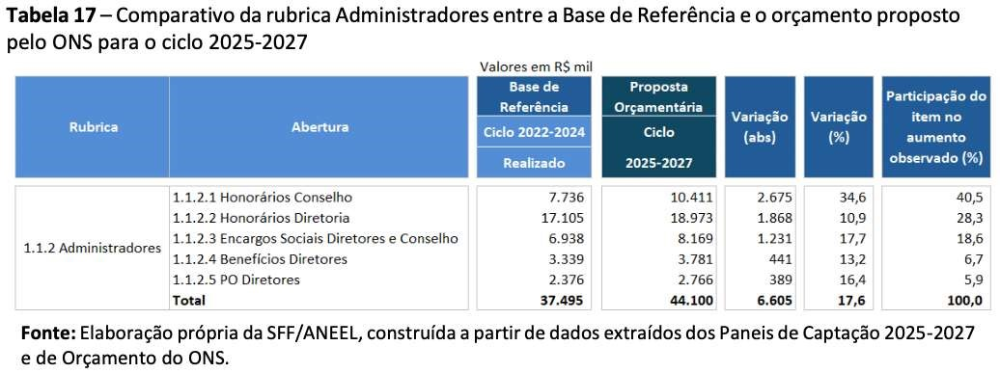 Tabela 17 – Comparativo da rubrica Administradores entre a Base de Referência e o orçamento proposto
pelo ONS para o ciclo 2025-2027
Valores em R$ mil
Rubrica Abertura Base de Referência Ciclo 2022-2024 Realizado Proposta Orçamentária Ciclo 2025-2027 Variação (abs) Variação (%) Participação do item no aumento observado (%)
1.1.2 Administradores
1.1.2.1 Honorários Conselho 7.736 10.411 2.675 34,6 40,5
1.1.2.2 Honorários Diretoria 17.105 18.973 1.868 10,9 28,3
1.1.2.3 Encargos Sociais Diretores e Conselho 6.938 8.169 1.231 17,7 18,6
1.1.2.4 Benefícios Diretores 3.339 3.781 441 13,2 6,7
1.1.2.5 PO Diretores 2.376 2.766 389 16,4 5,9
Total 37.495 44.100 6.605 17,6 100,0
Fonte: Elaboração própria da SFF/ANEEL, construída a partir de dados extraídos dos Paneis de Captação 2025-2027
e de Orçamento do ONS.